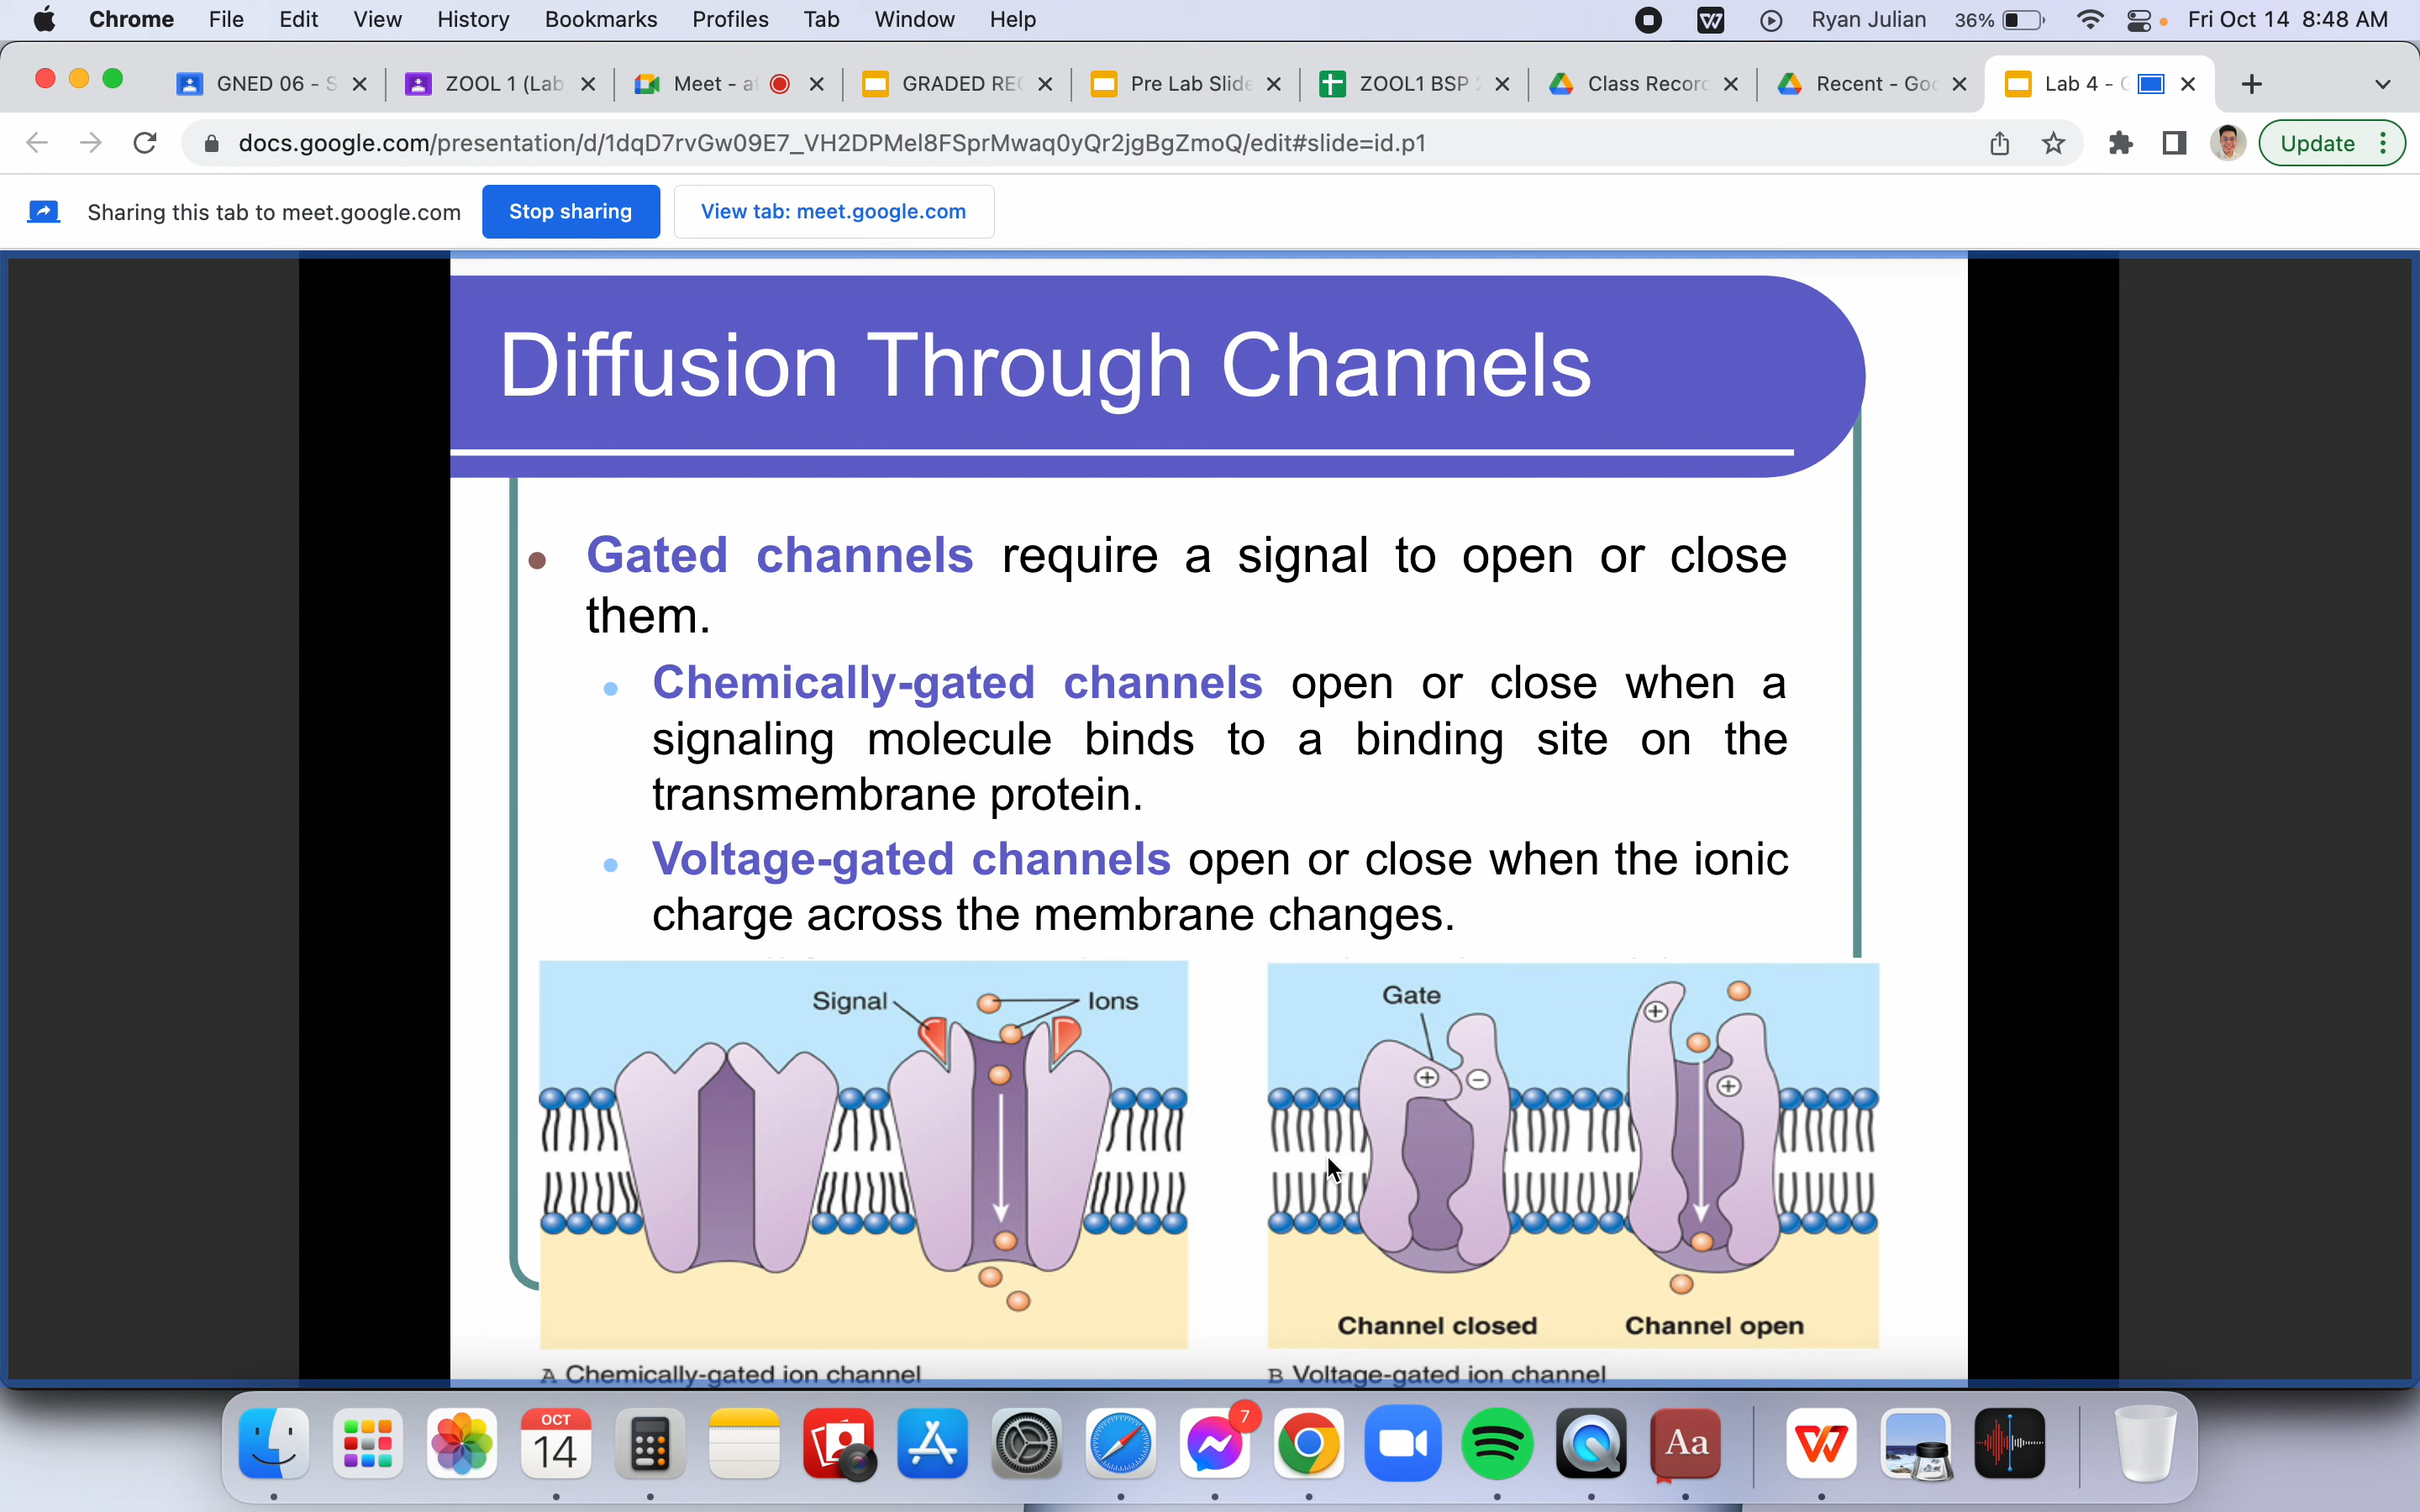 Chrome File Edit View History Bookmarks Profiles Tab Window Help Ryan Julian 36% Fri Oct 14 8:48 AM
GNED 06 - S ZOOL 1 (Lab Meet - a GRADED REC Pre Lab Slide ZOOL1 BSP Class Record Recent - Goo Lab 4 -
docs.google.com/presentation/d/1dqD7rvGw09E7_VH2DPMel8FSprMwaq0yQr2jgBgZmoQ/edit#slide=id.p1 Update
Sharing this tab to meet.google.com Stop sharing View tab: meet.google.com
Diffusion Through Channels
• Gated channels require a signal to open or close
them.
• Chemically-gated channels open or close when a
signaling molecule binds to a binding site on the
transmembrane protein.
• Voltage-gated channels open or close when the ionic
charge across the membrane changes.
Signal Ions
Gate
+ −
+ +
Channel closed Channel open
A Chemically-gated ion channel
B Voltage-gated ion channel
OCT
14
7
Aa